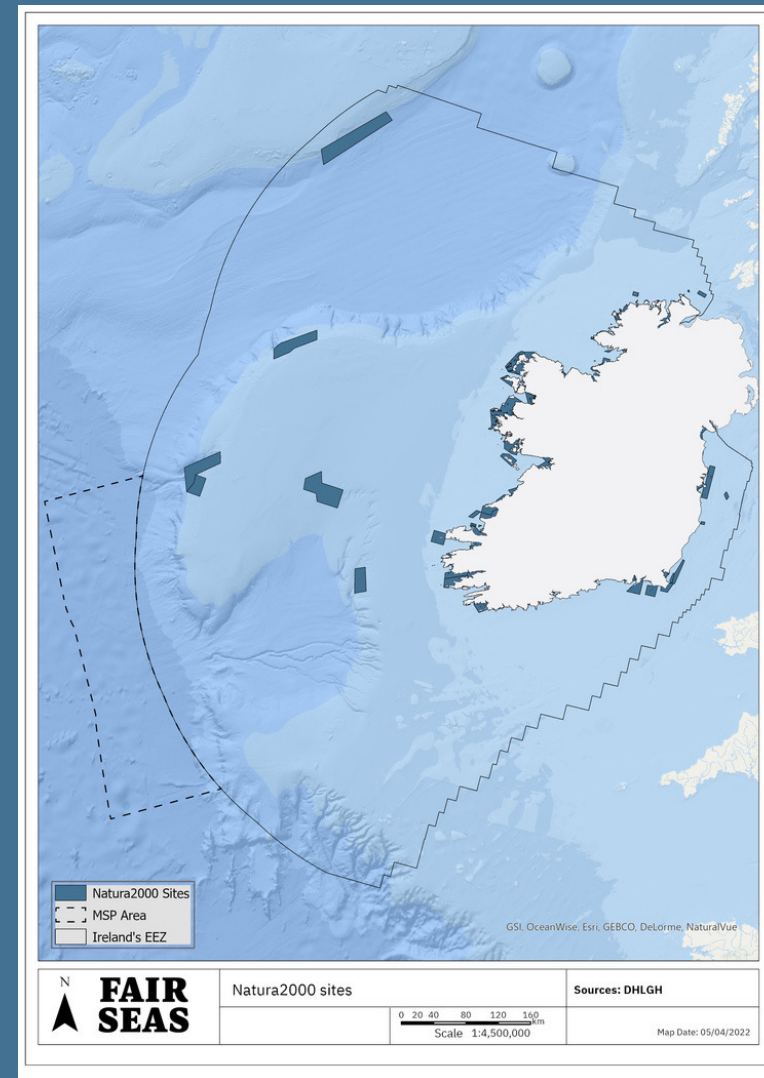 Natura2000 Sites
MSP Area
Ireland's EEZ
GSI, OceanWise, Esri, GEBCO, DeLorme, NaturalVue
N
FAIR
SEAS
Natura2000 sites
0 20 40 80 120 160
km
Scale 1:4,500,000
Sources: DHLGH
Map Date: 05/04/2022